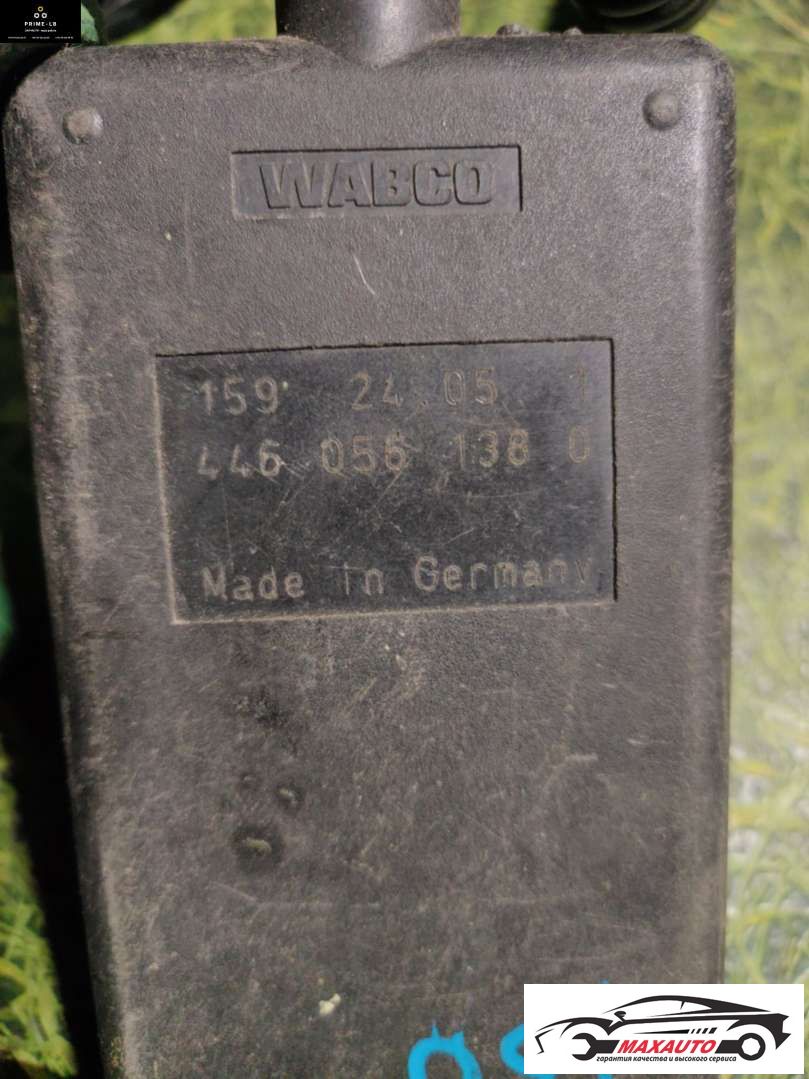 PRIME-LB
WABCO
159 24.05 1
446 056 138 0
Made in Germany
MAXAUTO
гарантия качества и высокого сервиса